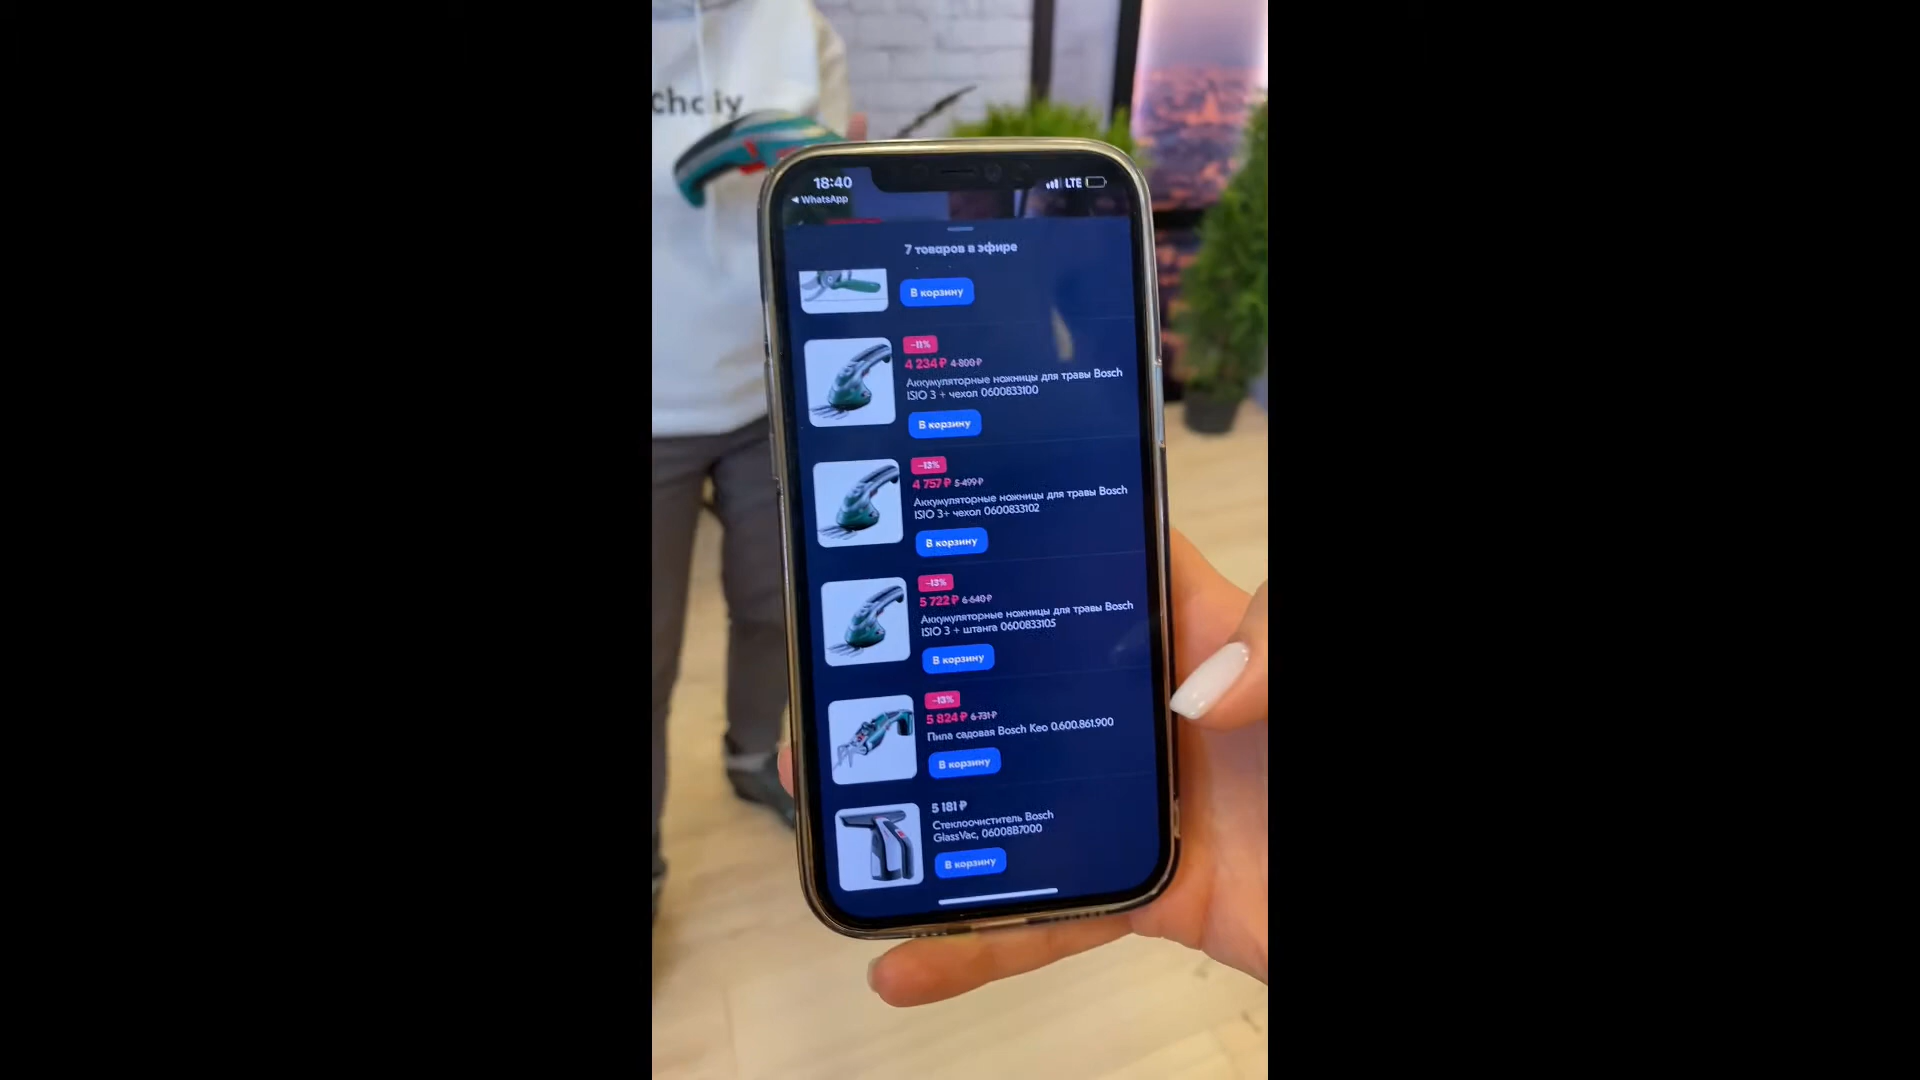 18:40
LTE
WhatsApp
7 товаров в эфире
В корзину
-11%
4 234 ₽ 4 800 ₽
Аккумуляторные ножницы для травы Bosch
ISIO 3 + чехол 0600833100
В корзину
-13%
4 757 ₽ 5 499 ₽
Аккумуляторные ножницы для травы Bosch
ISIO 3+ чехол 0600833102
В корзину
-13%
5 722 ₽ 6 640 ₽
Аккумуляторные ножницы для травы Bosch
ISIO 3 + штанга 0600833105
В корзину
-13%
5 824 ₽ 6 731 ₽
Пила садовая Bosch Keo 0.600.861.900
В корзину
5 181 ₽
Стеклоочиститель Bosch
GlassVac, 06008B7000
В корзину